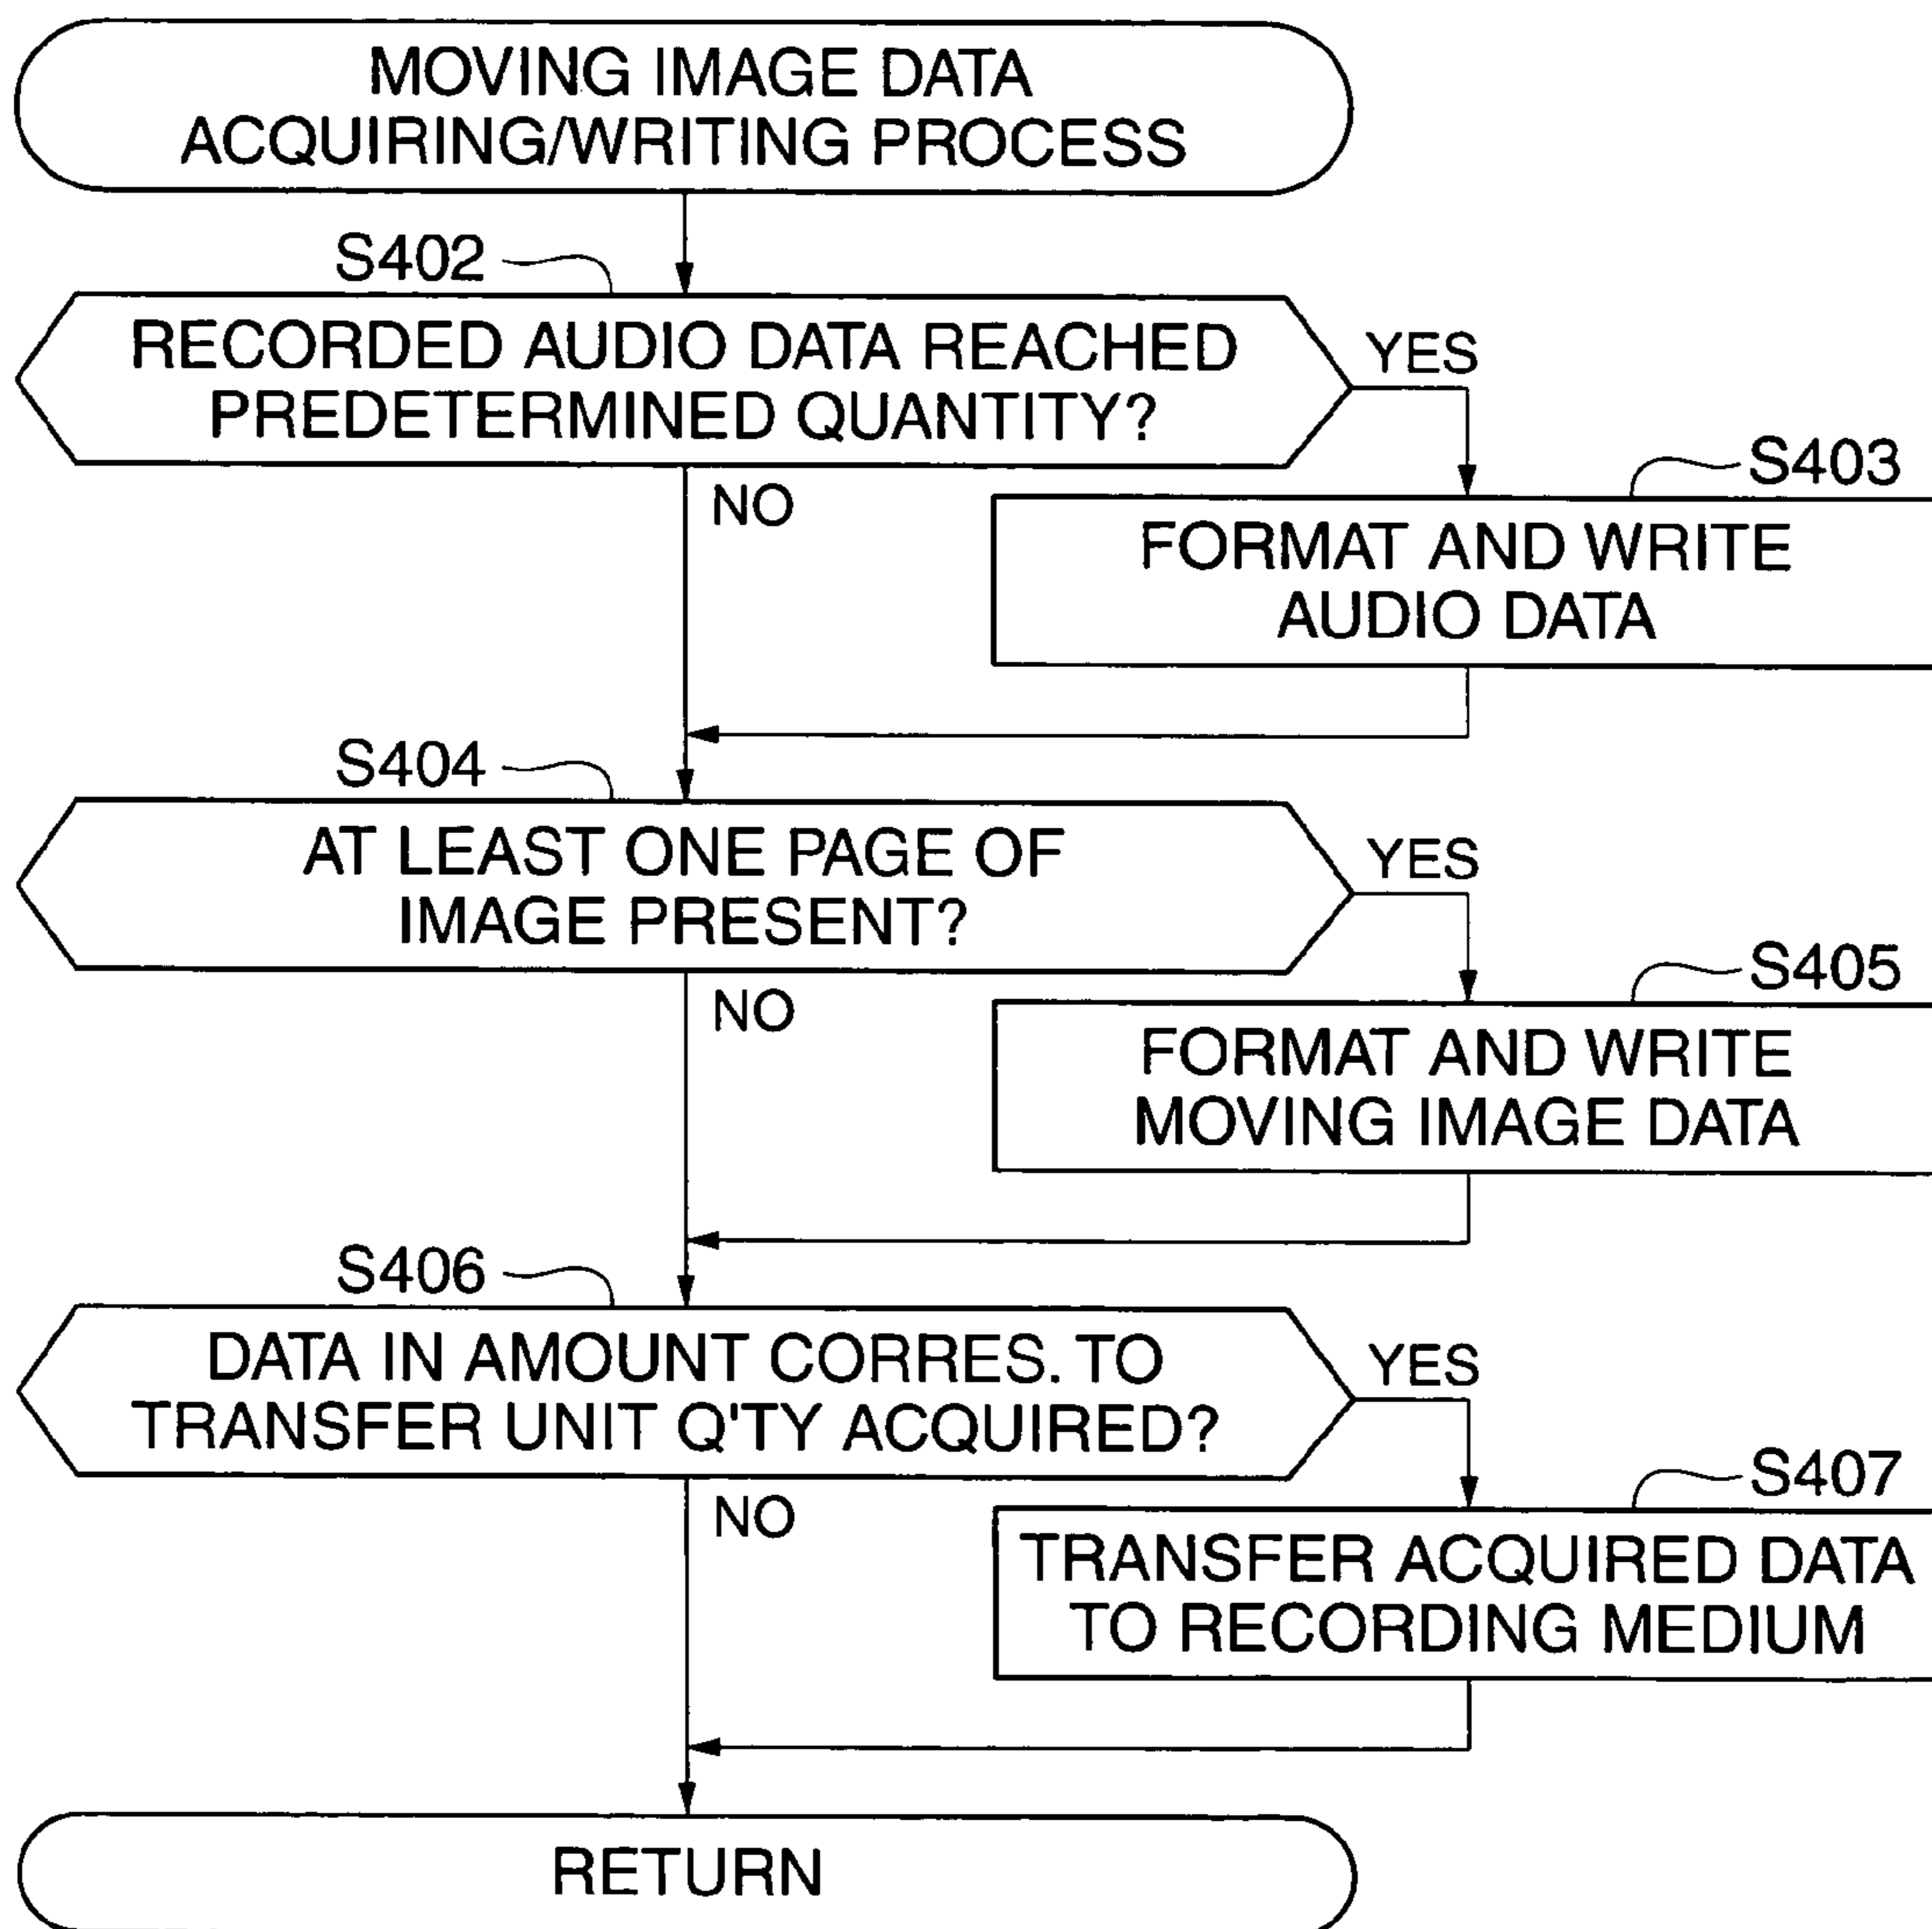 MOVING IMAGE DATA
ACQUIRING/WRITING PROCESS
S402
RECORDED AUDIO DATA REACHED
PREDETERMINED QUANTITY?
YES
NO
S403
FORMAT AND WRITE
AUDIO DATA
S404
AT LEAST ONE PAGE OF
IMAGE PRESENT?
YES
NO
S405
FORMAT AND WRITE
MOVING IMAGE DATA
S406
DATA IN AMOUNT CORRES. TO
TRANSFER UNIT Q'TY ACQUIRED?
YES
NO
S407
TRANSFER ACQUIRED DATA
TO RECORDING MEDIUM
RETURN